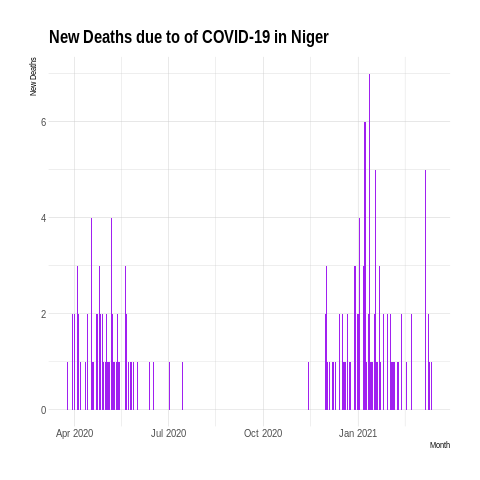 New Deaths due to of COVID-19 in Niger
New Deaths
6
4
2
0
Apr 2020 Jul 2020 Oct 2020 Jan 2021
Month